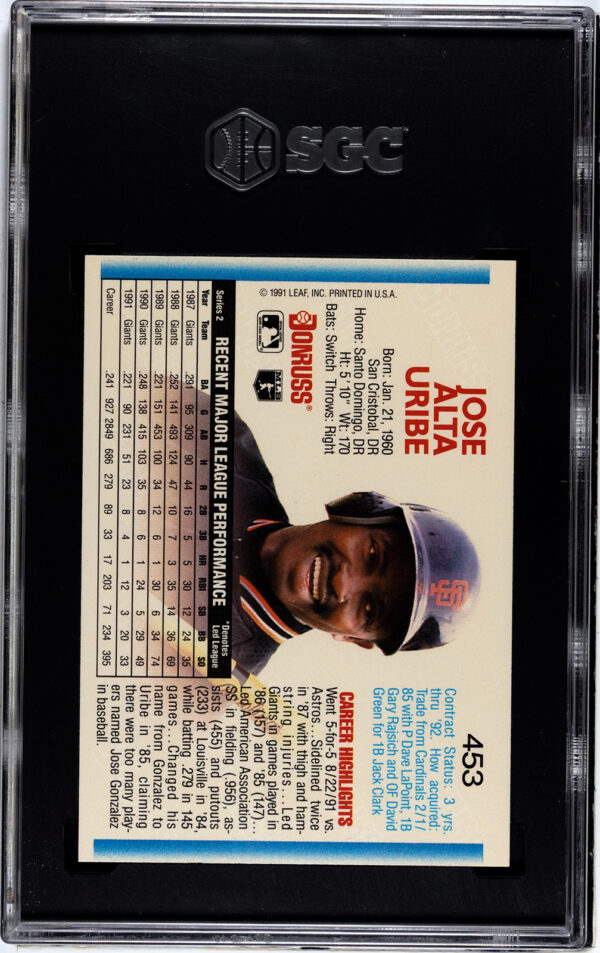 SGC
JOSE
ALTA
URIBE
453
Born: Jan. 21, 1960
San Cristobal, DR
Home: Santo Domingo, DR
Ht: 5' 10" Wt: 170
Bats: Switch Throws: Right
DONRUSS®
MLB
© 1991 LEAF, INC. PRINTED IN U.S.A.
SF
Contract Status: 3 yrs.
thru '92. How acquired:
Trade from Cardinals 2/1/
85 with P Dave LaPoint, 1B
Gary Rajsich and OF David
Green for 1B Jack Clark
CAREER HIGHLIGHTS
Went 5-for-5 8/22/91 vs.
Astros...Sidelined twice
in '87 with thigh and ham-
string injuries...Led
Giants in games played in
'86 (157) and '85 (147)...
Led American Association
SS in fielding (.956), as-
sists (455) and putouts
(233) at Louisville in '84,
while batting .279 in 145
games...Changed his
name from Gonzalez to
Uribe in '85, claiming
there were too many play-
ers named Jose Gonzalez
in baseball.
Series 2 RECENT MAJOR LEAGUE PERFORMANCE *Denotes Led League
Year Team BA G AB H R 2B 3B HR RBI SB BB SO
1987 Giants .291 95 309 90 44 16 5 5 30 12 24 35
1988 Giants .252 141 493 124 47 10 7 3 35 14 36 69
1989 Giants .221 151 453 100 34 12 6 1 30 6 34 74
1990 Giants .248 138 415 103 35 8 6 1 24 5 29 49
1991 Giants .221 90 231 51 23 8 4 1 12 3 20 33
Career .241 927 2849 686 279 89 33 17 203 71 234 395